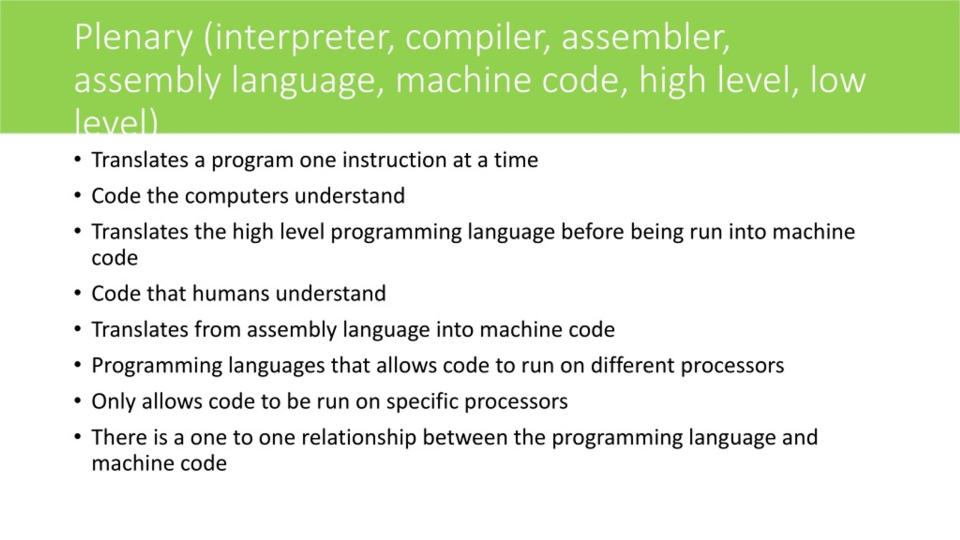 Plenary (interpreter, compiler, assembler,
assembly language, machine code, high level, low
level)
• Translates a program one instruction at a time
• Code the computers understand
• Translates the high level programming language before being run into machine
code
• Code that humans understand
• Translates from assembly language into machine code
• Programming languages that allows code to run on different processors
• Only allows code to be run on specific processors
• There is a one to one relationship between the programming language and
machine code